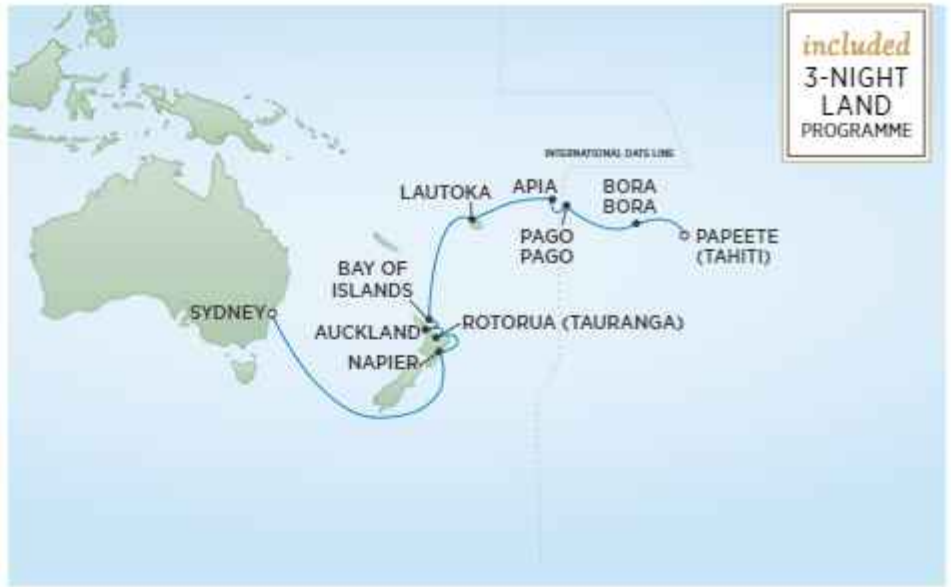 included
3-NIGHT
LAND
PROGRAMME
INTERNATIONAL DATE LINE
LAUTOKA
APIA
BORA
BORA
PAGO
PAGO
PAPEETE
(TAHITI)
BAY OF
ISLANDS
SYDNEY
AUCKLAND
ROTORUA (TAURANGA)
NAPIER